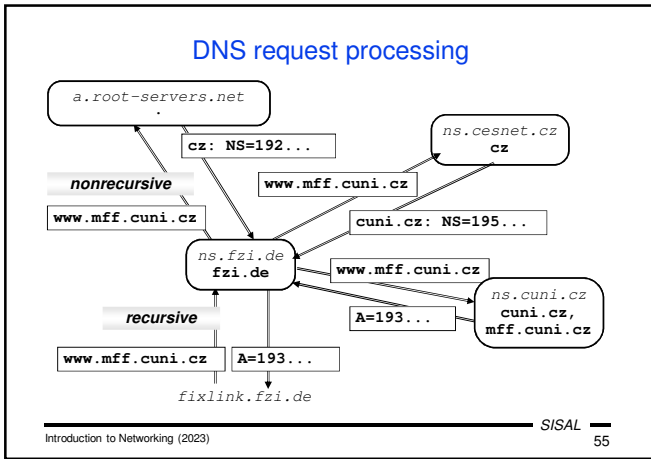 DNS request processing
a.root-servers.net
.
ns.cesnet.cz
cz
cz: NS=192...
nonrecursive
www.mff.cuni.cz
www.mff.cuni.cz
cuni.cz: NS=195...
ns.fzi.de
fzi.de
www.mff.cuni.cz
ns.cuni.cz
cuni.cz,
mff.cuni.cz
A=193...
recursive
www.mff.cuni.cz
A=193...
fixlink.fzi.de
SISAL
Introduction to Networking (2023)
55